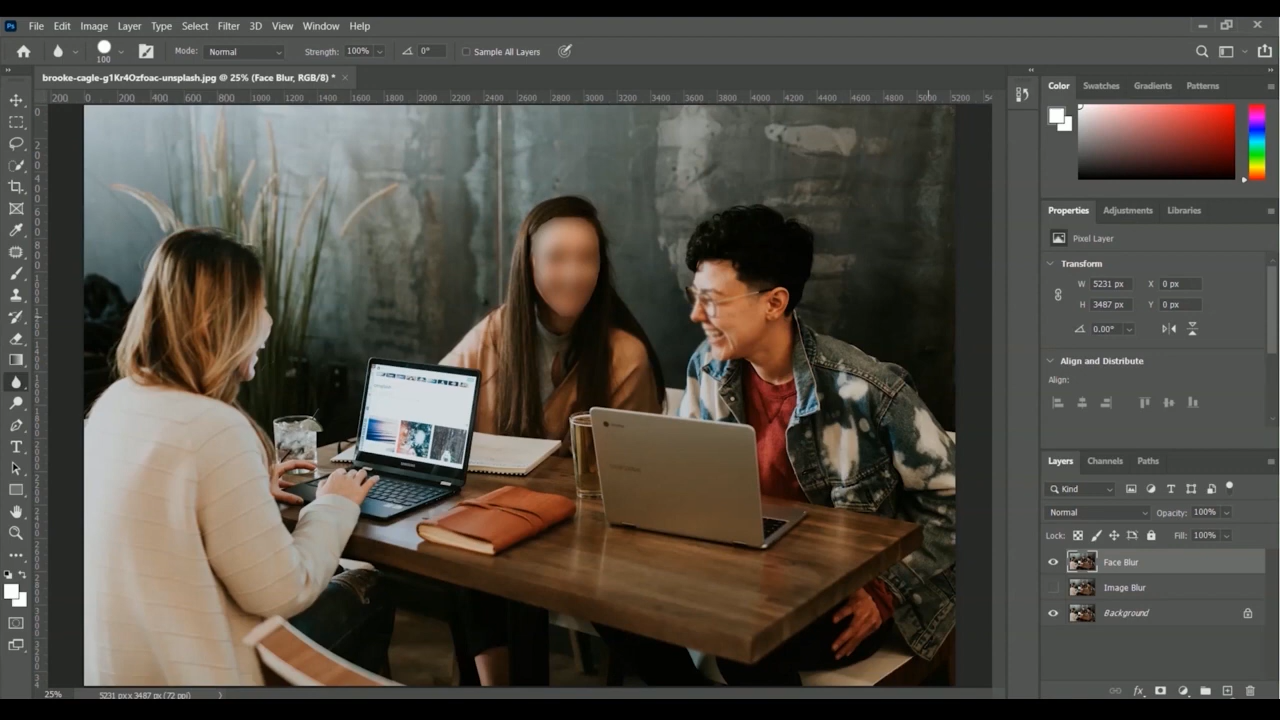 File Edit Image Layer Type Select Filter 3D View Window Help
100 Mode: Normal Strength: 100% 0° Sample All Layers
brooke-cagle-g1Kr4Ozfoac-unsplash.jpg @ 25% (Face Blur, RGB/8) * ×
200 0 200 400 600 800 1000 1200 1400 1600 1800 2000 2200 2400 2600 2800 3000 3200 3400 3600 3800 4000 4200 4400 4600 4800 5000 5200
Color Swatches Gradients Patterns
Properties Adjustments Libraries
Pixel Layer
Transform
W 5231 px X 0 px
H 3487 px Y 0 px
0.00°
Align and Distribute
Align:
Layers Channels Paths
Kind
Normal Opacity: 100%
Lock: Fill: 100%
Face Blur
Image Blur
Background
25% 5231 px x 3487 px (72 ppi)